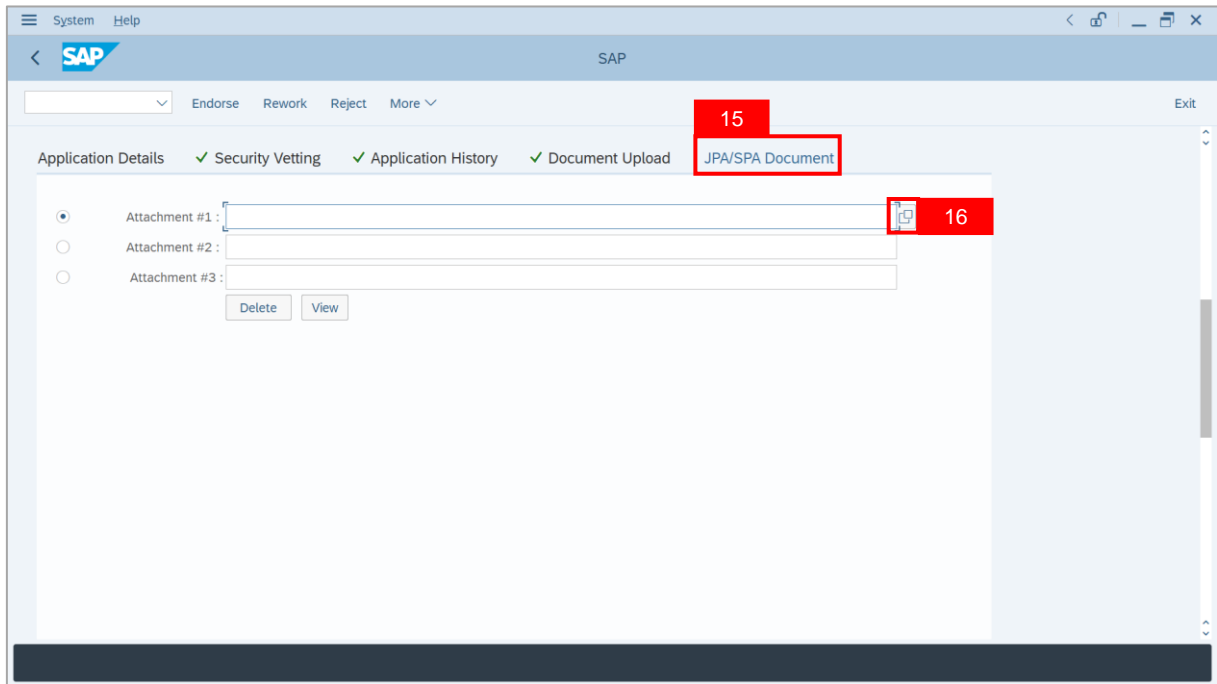 System Help
SAP SAP
Endorse Rework Reject More Exit
15
Application Details Security Vetting Application History Document Upload JPA/SPA Document
Attachment #1 : 16
Attachment #2 :
Attachment #3 :
Delete View